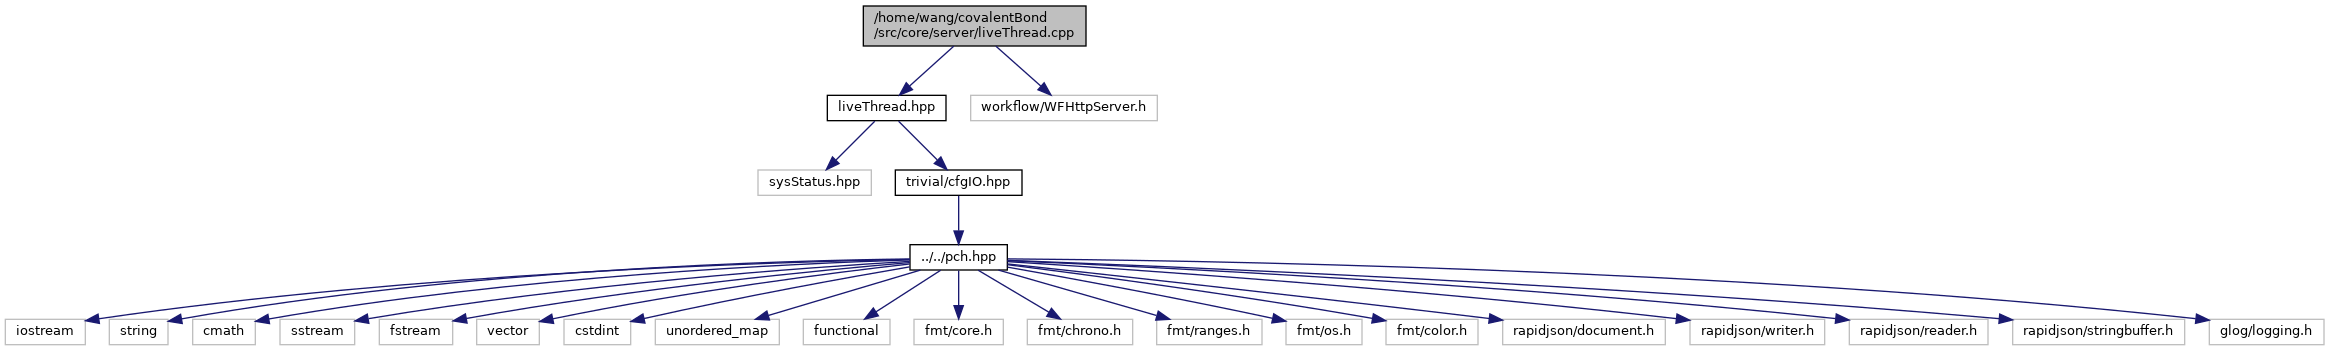 /home/wang/covalentBond
/src/core/server/liveThread.cpp
liveThread.hpp
workflow/WFHttpServer.h
sysStatus.hpp
trivial/cfgIO.hpp
../../pch.hpp
iostream
string
cmath
sstream
fstream
vector
cstdint
unordered_map
functional
fmt/core.h
fmt/chrono.h
fmt/ranges.h
fmt/os.h
fmt/color.h
rapidjson/document.h
rapidjson/writer.h
rapidjson/reader.h
rapidjson/stringbuffer.h
glog/logging.h